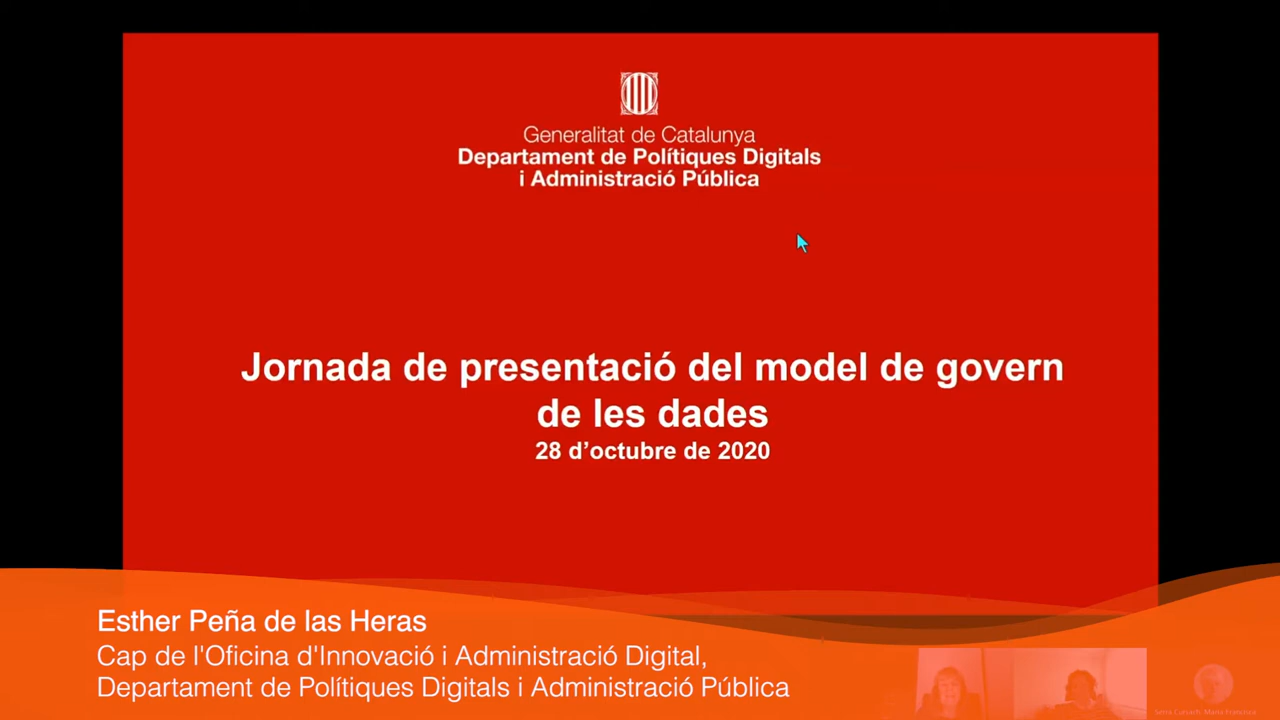 Generalitat de Catalunya
Departament de Polítiques Digitals
i Administració Pública
Jornada de presentació del model de govern
de les dades
28 d'octubre de 2020
Esther Peña de las Heras
Cap de l'Oficina d'Innovació i Administració Digital,
Departament de Polítiques Digitals i Administració Pública